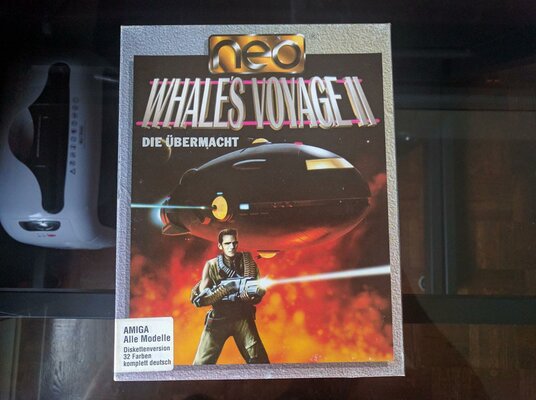 neo
WHALE'S VOYAGE II
DIE ÜBERMACHT
AMIGA
Alle Modelle
Diskettenversion
32 Farben
komplett deutsch